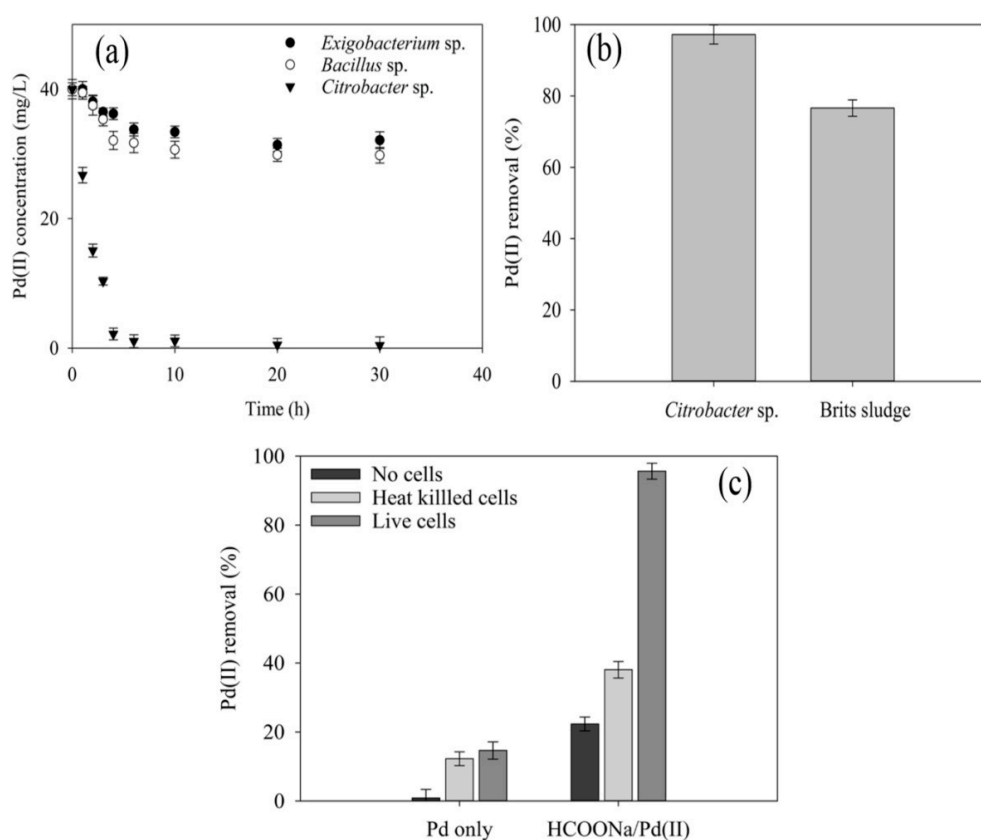 (a)
Exigobacterium sp.
Bacillus sp.
Citrobacter sp.
Pd(II) concentration (mg/L)
40
20
0
0 10 20 30 40
Time (h)
(b)
Pd(II) removal (%)
100
80
60
40
20
0
Citrobacter sp. Brits sludge
(c)
No cells
Heat killled cells
Live cells
Pd(II) removal (%)
100
80
60
40
20
0
Pd only HCOONa/Pd(II)